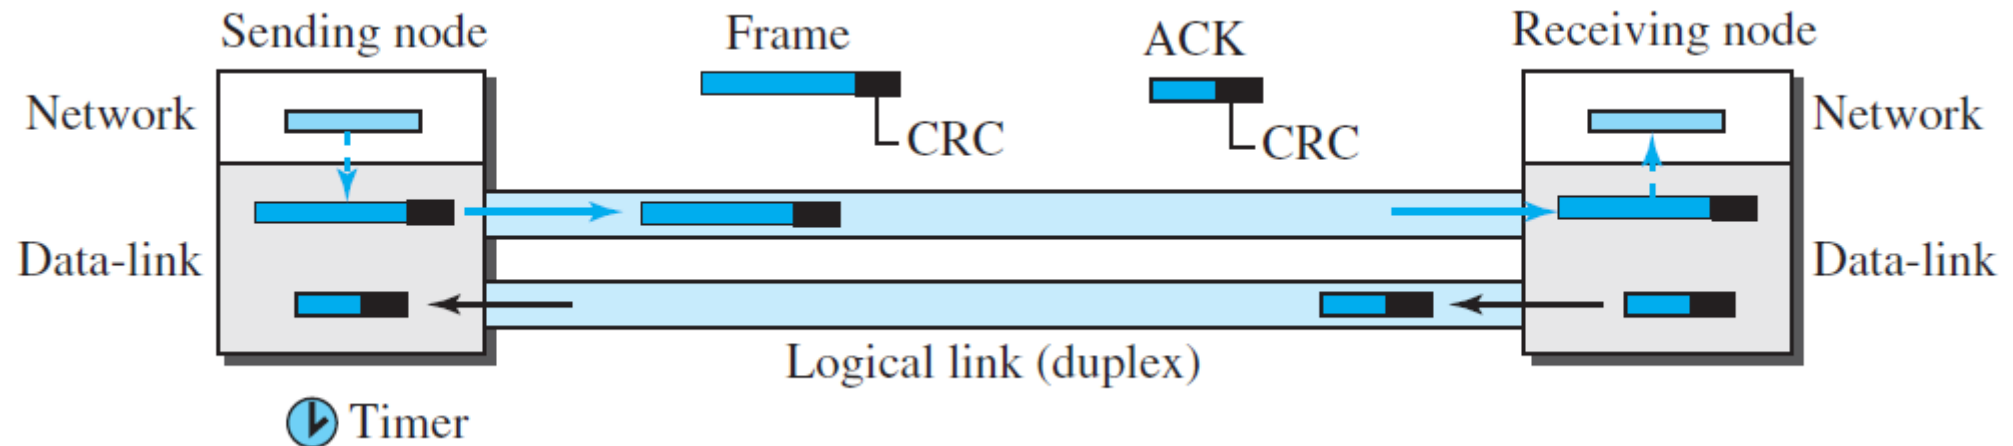 Sending node
Frame
ACK
Receiving node
Network
CRC
CRC
Network
Data-link
Data-link
Logical link (duplex)
Timer